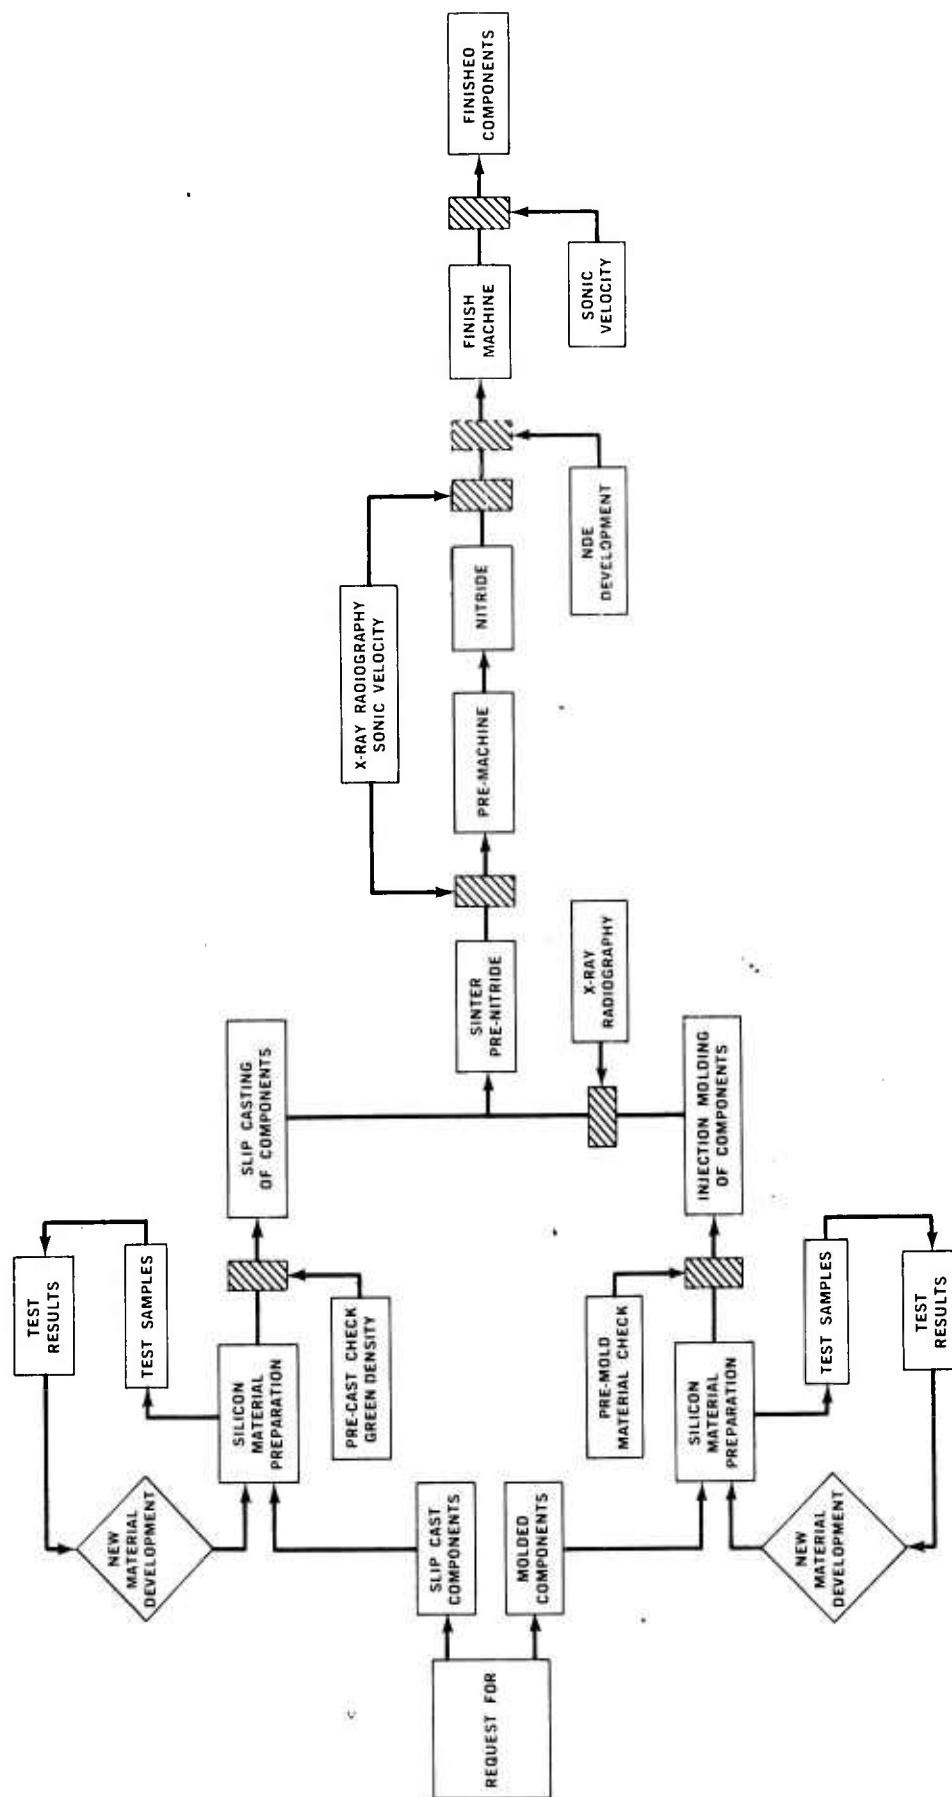 REQUEST FOR
SLIP CAST
COMPONENTS
MOLDED
COMPONENTS
NEW
MATERIAL
DEVELOPMENT
TEST
RESULTS
TEST SAMPLES
SILICON
MATERIAL
PREPARATION
PRE-CAST CHECK
GREEN DENSITY
SLIP CASTING
OF COMPONENTS
NEW
MATERIAL
DEVELOPMENT
TEST
RESULTS
TEST SAMPLES
SILICON
MATERIAL
PREPARATION
PRE-MOLD
MATERIAL CHECK
INJECTION MOLDING
OF COMPONENTS
X-RAY
RADIOGRAPHY
SINTER
PRE-NITRIDE
X-RAY RADIOGRAPHY
SONIC VELOCITY
PRE-MACHINE
NITRIDE
NDE
DEVELOPMENT
FINISH
MACHINE
SONIC
VELOCITY
FINISHED
COMPONENTS